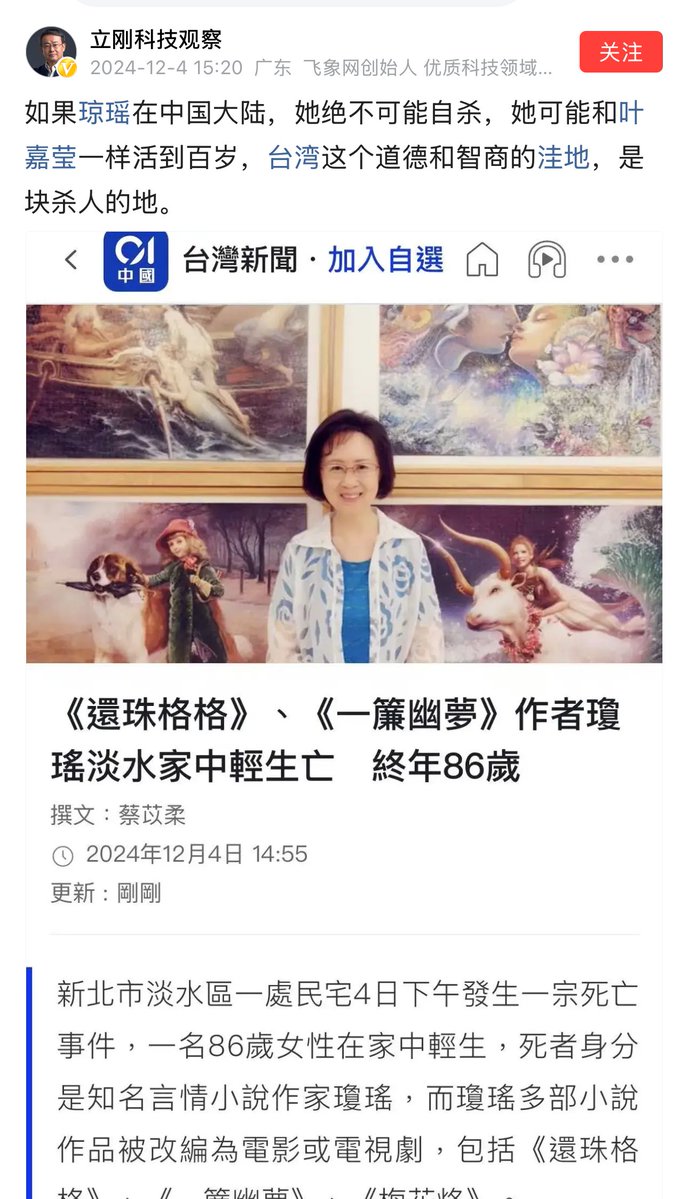 立刚科技观察
2024-12-4 15:20 广东 飞象网创始人 优质科技领域...
关注
如果琼瑶在中国大陆，她绝不可能自杀，她可能和叶
嘉莹一样活到百岁，台湾这个道德和智商的洼地，是
块杀人的地。
01
中國
台灣新聞·加入自選
《還珠格格》、《一簾幽夢》作者瓊
瑤淡水家中輕生亡 終年86歲
撰文：蔡苡柔
2024年12月4日 14:55
更新：剛剛
新北市淡水區一處民宅4日下午發生一宗死亡
事件，一名86歲女性在家中輕生，死者身分
是知名言情小說作家瓊瑤，而瓊瑤多部小說
作品被改編為電影或電視劇，包括《還珠格
格》、《一簾幽夢》、《梅花烙》。